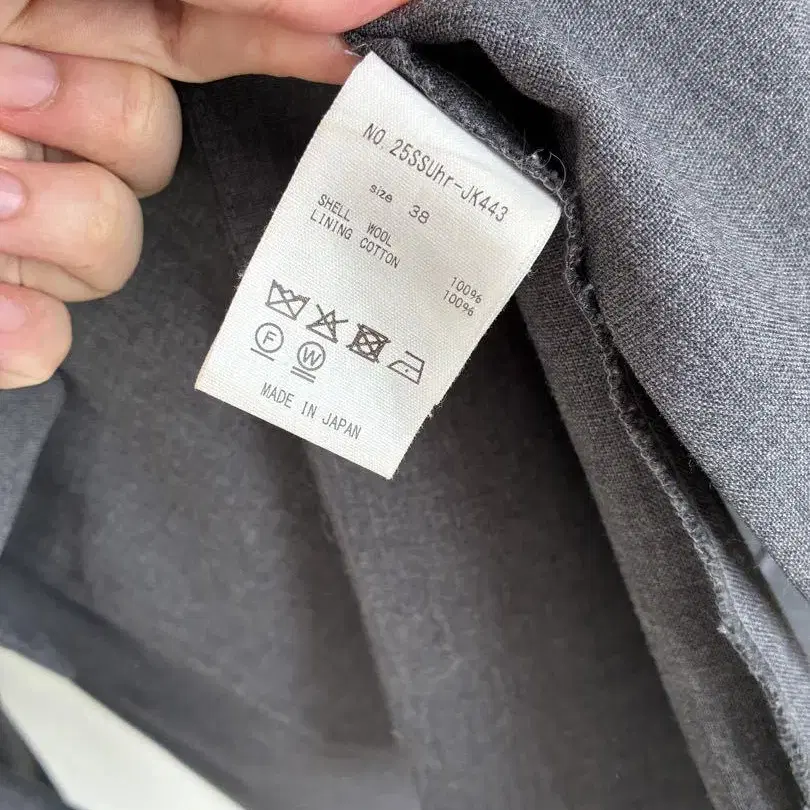 NO. 25SSUhr-JK443
size 38
SHELL WOOL 100%
LINING COTTON 100%
F W
MADE IN JAPAN